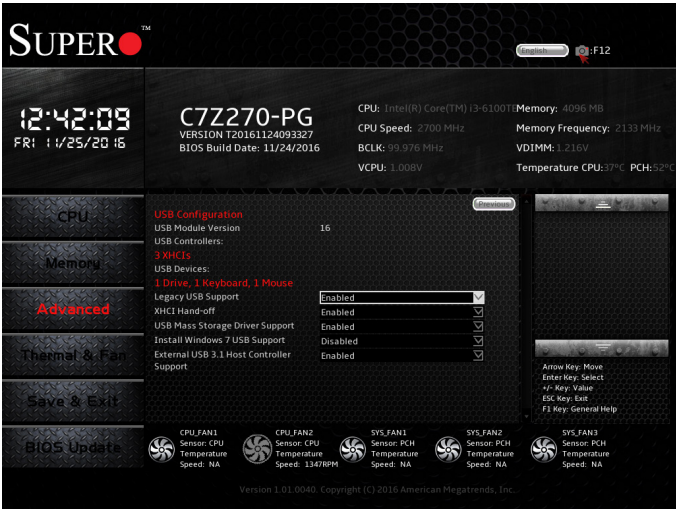 SUPER TM
English :F12
12:42:09
FRI 11/25/2016
C7Z270-PG
VERSION T20161124093327
BIOS Build Date: 11/24/2016
CPU: Intel(R) Core(TM) i3-6100TE Memory: 4096 MB
CPU Speed: 2700 MHz Memory Frequency: 2133 MHz
BCLK: 99.976 MHz VDIMM: 1.216V
VCPU: 1.008V Temperature CPU:37°C PCH:52°C
CPU
Memory
Advanced
Thermal & Fan
Save & Exit
BIOS Update
Previous
USB Configuration
USB Module Version 16
USB Controllers:
3 XHCIs
USB Devices:
1 Drive, 1 Keyboard, 1 Mouse
Legacy USB Support Enabled
XHCI Hand-off Enabled
USB Mass Storage Driver Support Enabled
Install Windows 7 USB Support Disabled
External USB 3.1 Host Controller Enabled
Support
Arrow Key: Move
Enter Key: Select
+/- Key: Value
ESC Key: Exit
F1 Key: General Help
CPU_FAN1
Sensor: CPU
Temperature
Speed: NA
CPU_FAN2
Sensor: CPU
Temperature
Speed: 1347RPM
SYS_FAN1
Sensor: PCH
Temperature
Speed: NA
SYS_FAN2
Sensor: PCH
Temperature
Speed: NA
SYS_FAN3
Sensor: PCH
Temperature
Speed: NA
Version 1.01.0040. Copyright (C) 2016 American Megatrends, Inc.